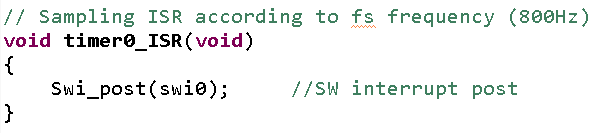 // Sampling ISR according to fs frequency (800Hz)
void timer0_ISR(void)
{
    Swi_post(swi0);      //SW interrupt post
}